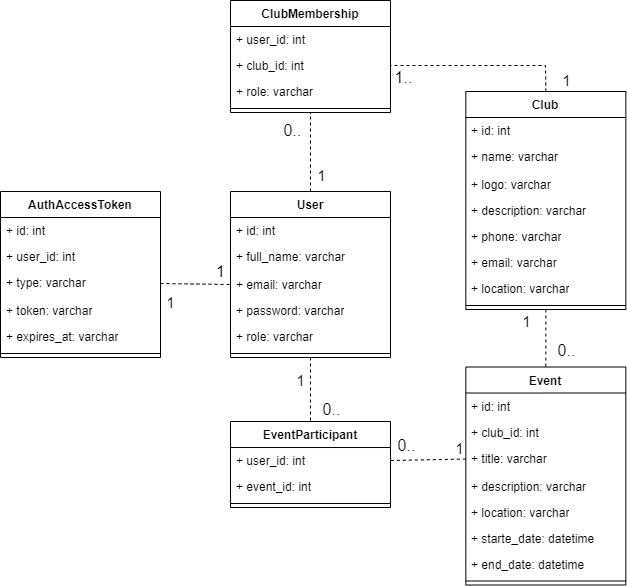 ClubMembership
+ user_id: int
+ club_id: int
+ role: varchar
1..
1
0..
1
Club
+ id: int
+ name: varchar
+ logo: varchar
+ description: varchar
+ phone: varchar
+ email: varchar
+ location: varchar
AuthAccessToken
+ id: int
+ user_id: int
+ type: varchar
+ token: varchar
+ expires_at: varchar
1
1
User
+ id: int
+ full_name: varchar
+ email: varchar
+ password: varchar
+ role: varchar
1
0..
1
0..
EventParticipant
+ user_id: int
+ event_id: int
0..
1
Event
+ id: int
+ club_id: int
+ title: varchar
+ description: varchar
+ location: varchar
+ starte_date: datetime
+ end_date: datetime